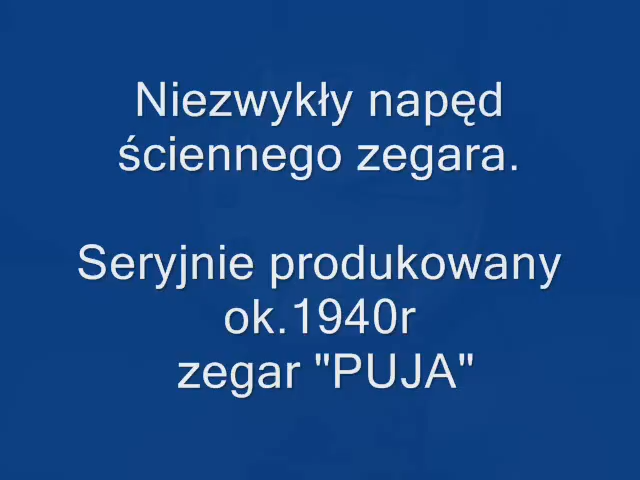 Niezwykły napęd
ściennego zegara.
Seryjnie produkowany
ok.1940r
zegar "PUJA"